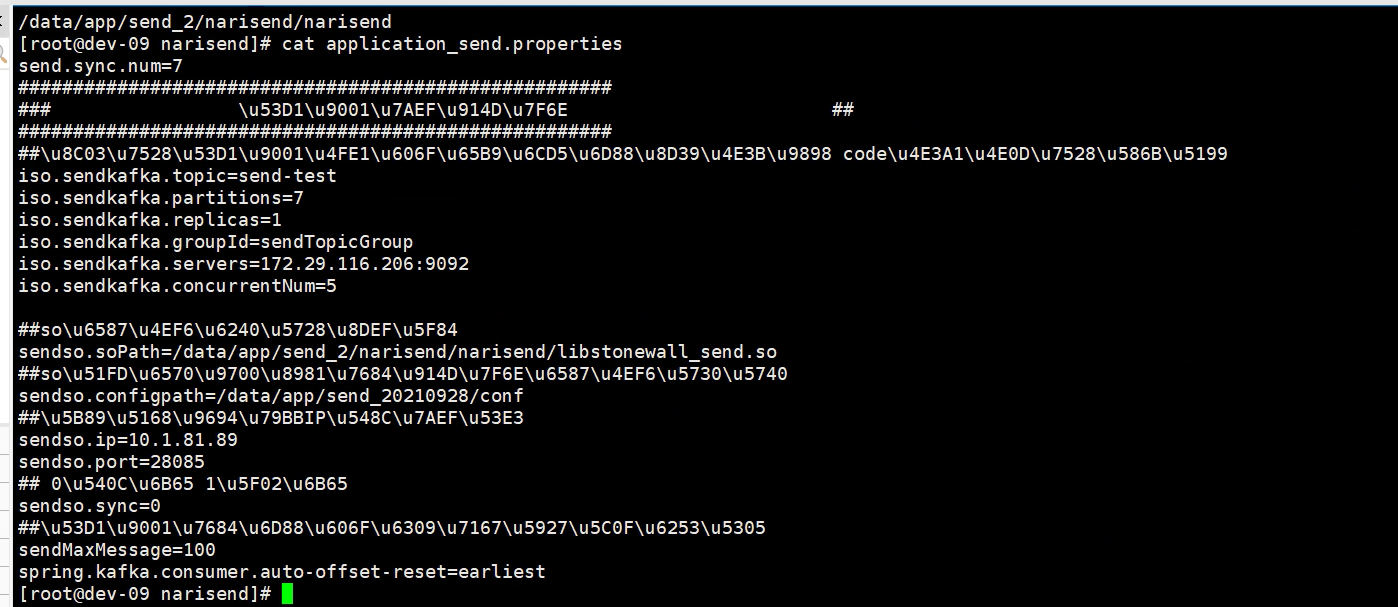 /data/app/send_2/narisend/narisend
[root@dev-09 narisend]# cat application_send.properties
send.sync.num=7
######################################################
###                 \u53D1\u9001\u7AEF\u914D\u7F6E                        ##
######################################################
##\u8C03\u7528\u53D1\u9001\u4FE1\u606F\u65B9\u6CD5\u6D88\u8D39\u4E3B\u9898 code\u4E3A1\u4E0D\u7528\u586B\u5199
iso.sendkafka.topic=send-test
iso.sendkafka.partitions=7
iso.sendkafka.replicas=1
iso.sendkafka.groupId=sendTopicGroup
iso.sendkafka.servers=172.29.116.206:9092
iso.sendkafka.concurrentNum=5
##so\u6587\u4EF6\u6240\u5728\u8DEF\u5F84
sendso.soPath=/data/app/send_2/narisend/narisend/libstonewall_send.so
##so\u51FD\u6570\u9700\u8981\u7684\u914D\u7F6E\u6587\u4EF6\u5730\u5740
sendso.configpath=/data/app/send_20210928/conf
##\u5B89\u5168\u9694\u79BBIP\u548C\u7AEF\u53E3
sendso.ip=10.1.81.89
sendso.port=28085
## 0\u540C\u6B65 1\u5F02\u6B65
sendso.sync=0
##\u53D1\u9001\u7684\u6D88\u606F\u6309\u7167\u5927\u5C0F\u6253\u5305
sendMaxMessage=100
spring.kafka.consumer.auto-offset-reset=earliest
[root@dev-09 narisend]#